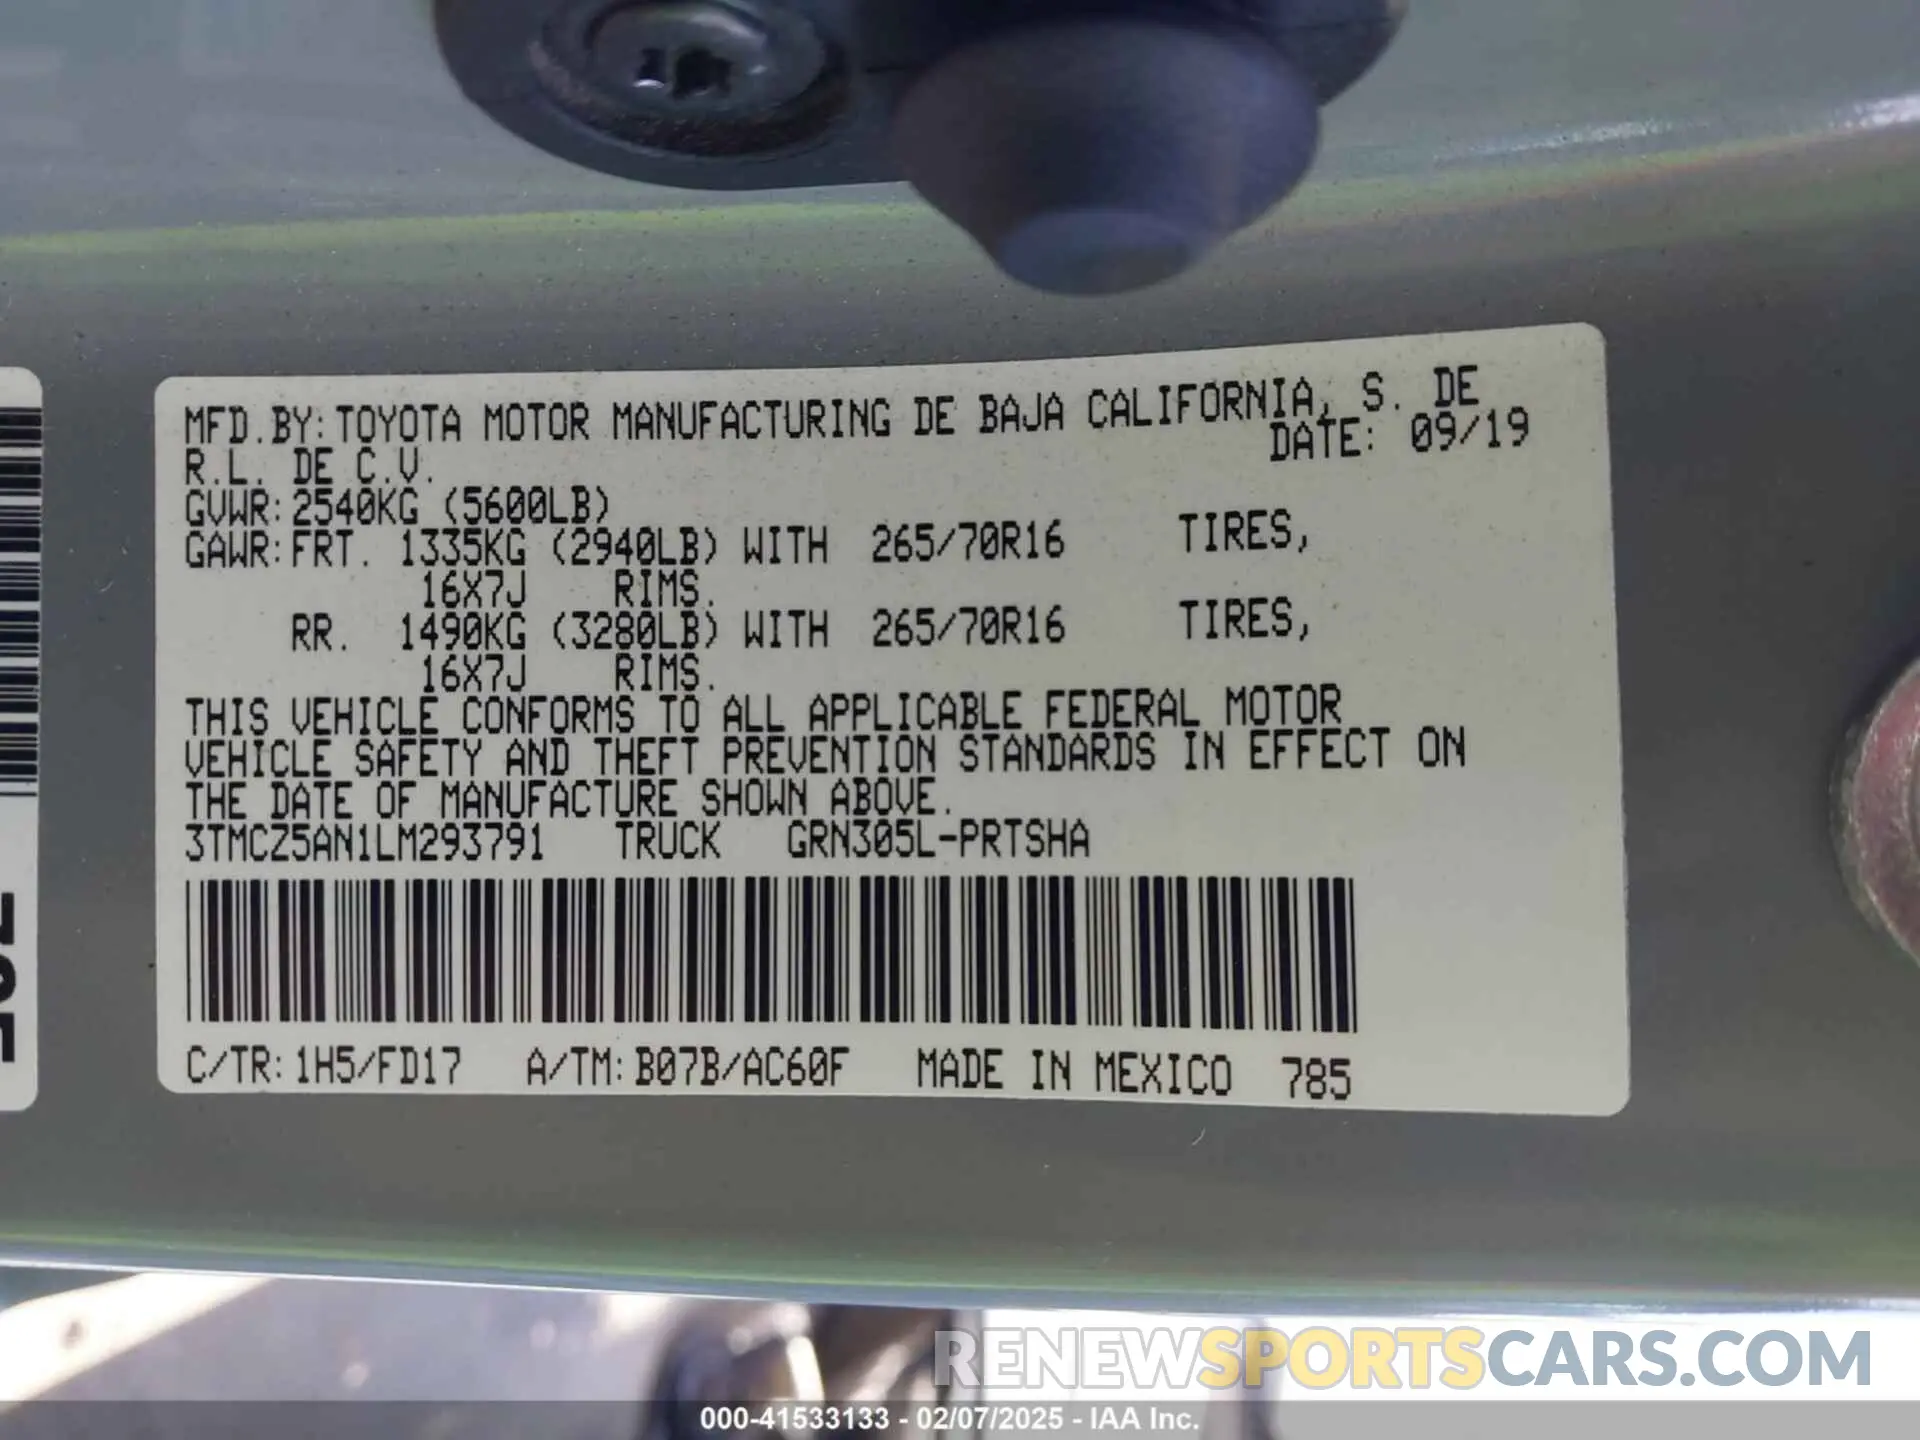 MFD.BY: TOYOTA MOTOR MANUFACTURING DE BAJA CALIFORNIA, S. DE
R.L. DE C.V.
DATE: 09/19
GVWR: 2540KG (5600LB)
GAWR: FRT. 1335KG (2940LB) WITH 265/70R16 TIRES,
16X7J RIMS.
RR. 1490KG (3280LB) WITH 265/70R16 TIRES,
16X7J RIMS.
THIS VEHICLE CONFORMS TO ALL APPLICABLE FEDERAL MOTOR
VEHICLE SAFETY AND THEFT PREVENTION STANDARDS IN EFFECT ON
THE DATE OF MANUFACTURE SHOWN ABOVE.
3TMCZ5AN1LM293791 TRUCK GRN305L-PRTSHA
C/TR: 1H5/FD17 A/TM: B07B/AC60F MADE IN MEXICO 785
RENEWSPORTSCARS.COM
000-41533133 - 02/07/2025 - IAA Inc.